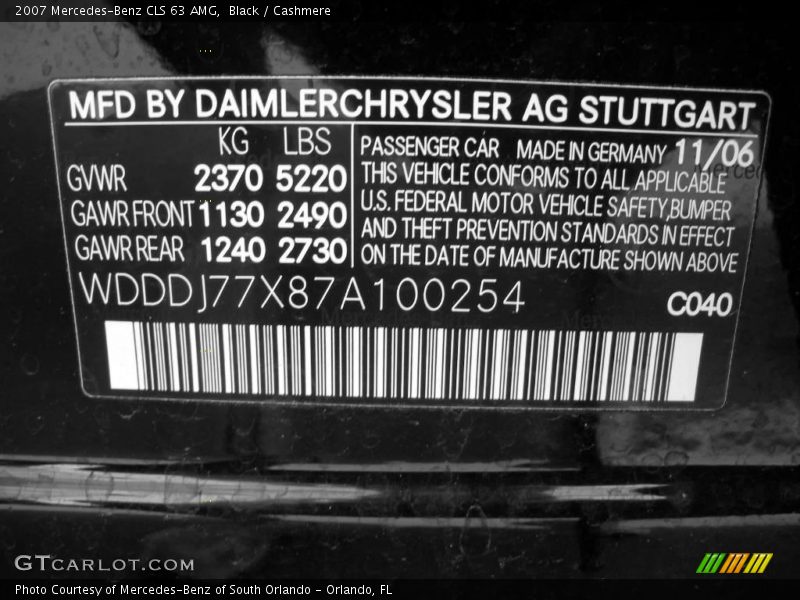 2007 Mercedes-Benz CLS 63 AMG, Black / Cashmere
MFD BY DAIMLERCHRYSLER AG STUTTGART
KG LBS
GVWR 2370 5220
GAWR FRONT 1130 2490
GAWR REAR 1240 2730
PASSENGER CAR MADE IN GERMANY 11/06
THIS VEHICLE CONFORMS TO ALL APPLICABLE
U.S. FEDERAL MOTOR VEHICLE SAFETY,BUMPER
AND THEFT PREVENTION STANDARDS IN EFFECT
ON THE DATE OF MANUFACTURE SHOWN ABOVE
WDDDJ77X87A100254
C040
GTCARLOT.COM
Photo Courtesy of Mercedes-Benz of South Orlando - Orlando, FL